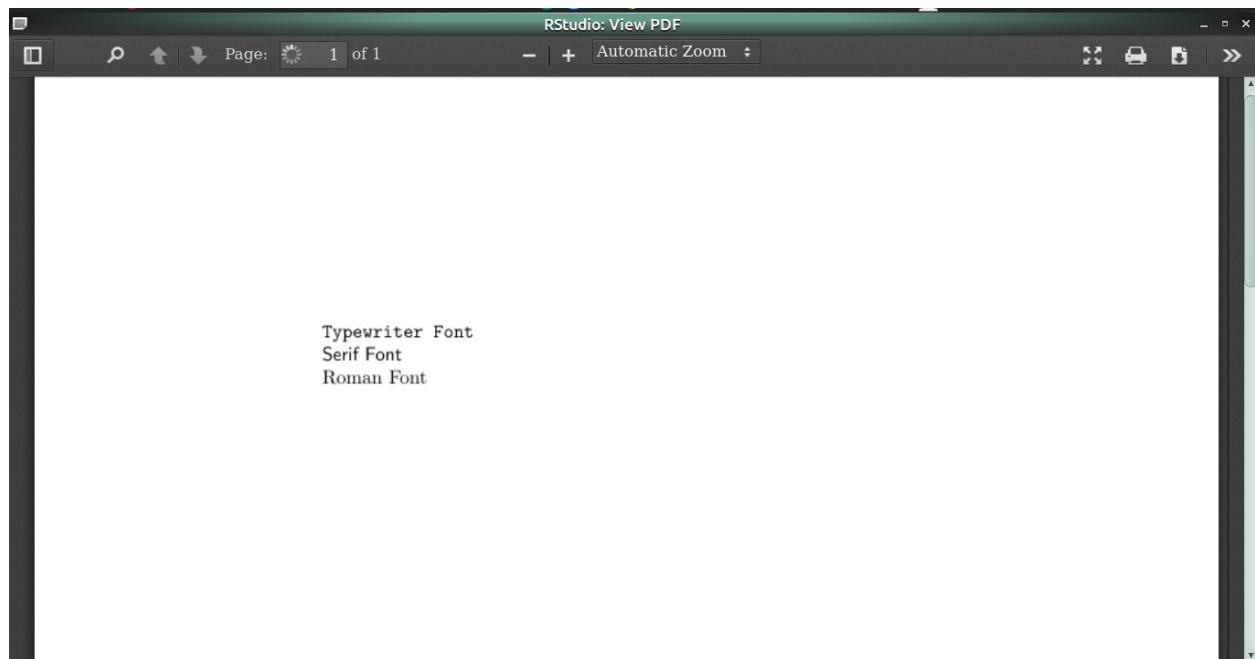 RStudio: View PDF
Page: 1 of 1
Automatic Zoom
Typewriter Font
Serif Font
Roman Font